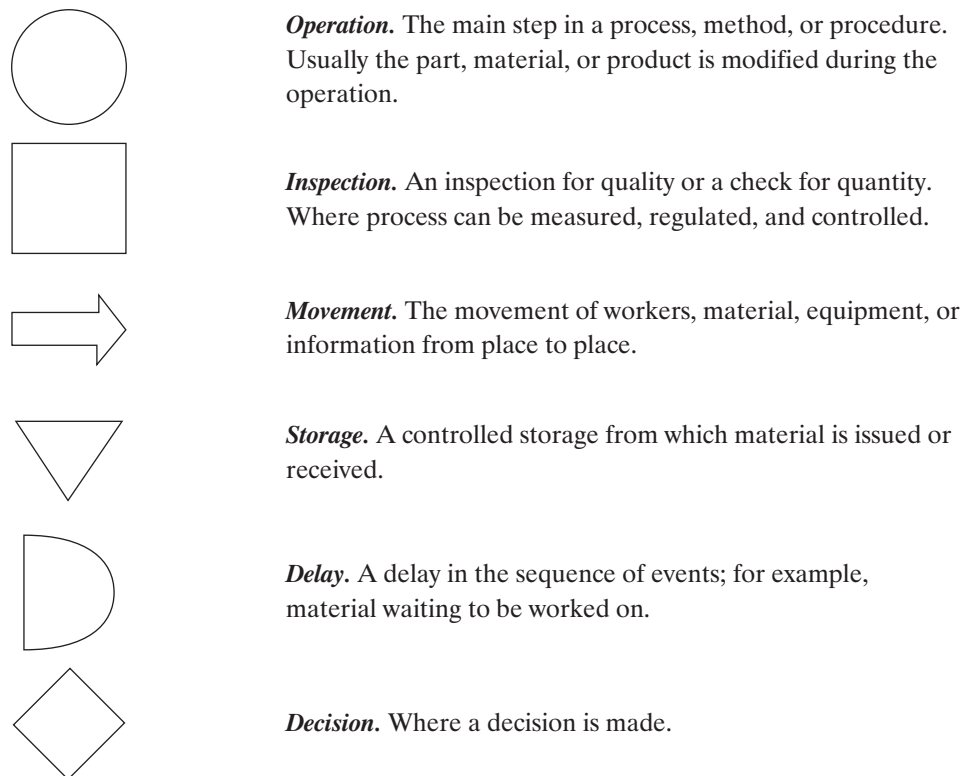 Operation. The main step in a process, method, or procedure.
Usually the part, material, or product is modified during the
operation.
Inspection. An inspection for quality or a check for quantity.
Where process can be measured, regulated, and controlled.
Movement. The movement of workers, material, equipment, or
information from place to place.
Storage. A controlled storage from which material is issued or
received.
Delay. A delay in the sequence of events; for example,
material waiting to be worked on.
Decision. Where a decision is made.